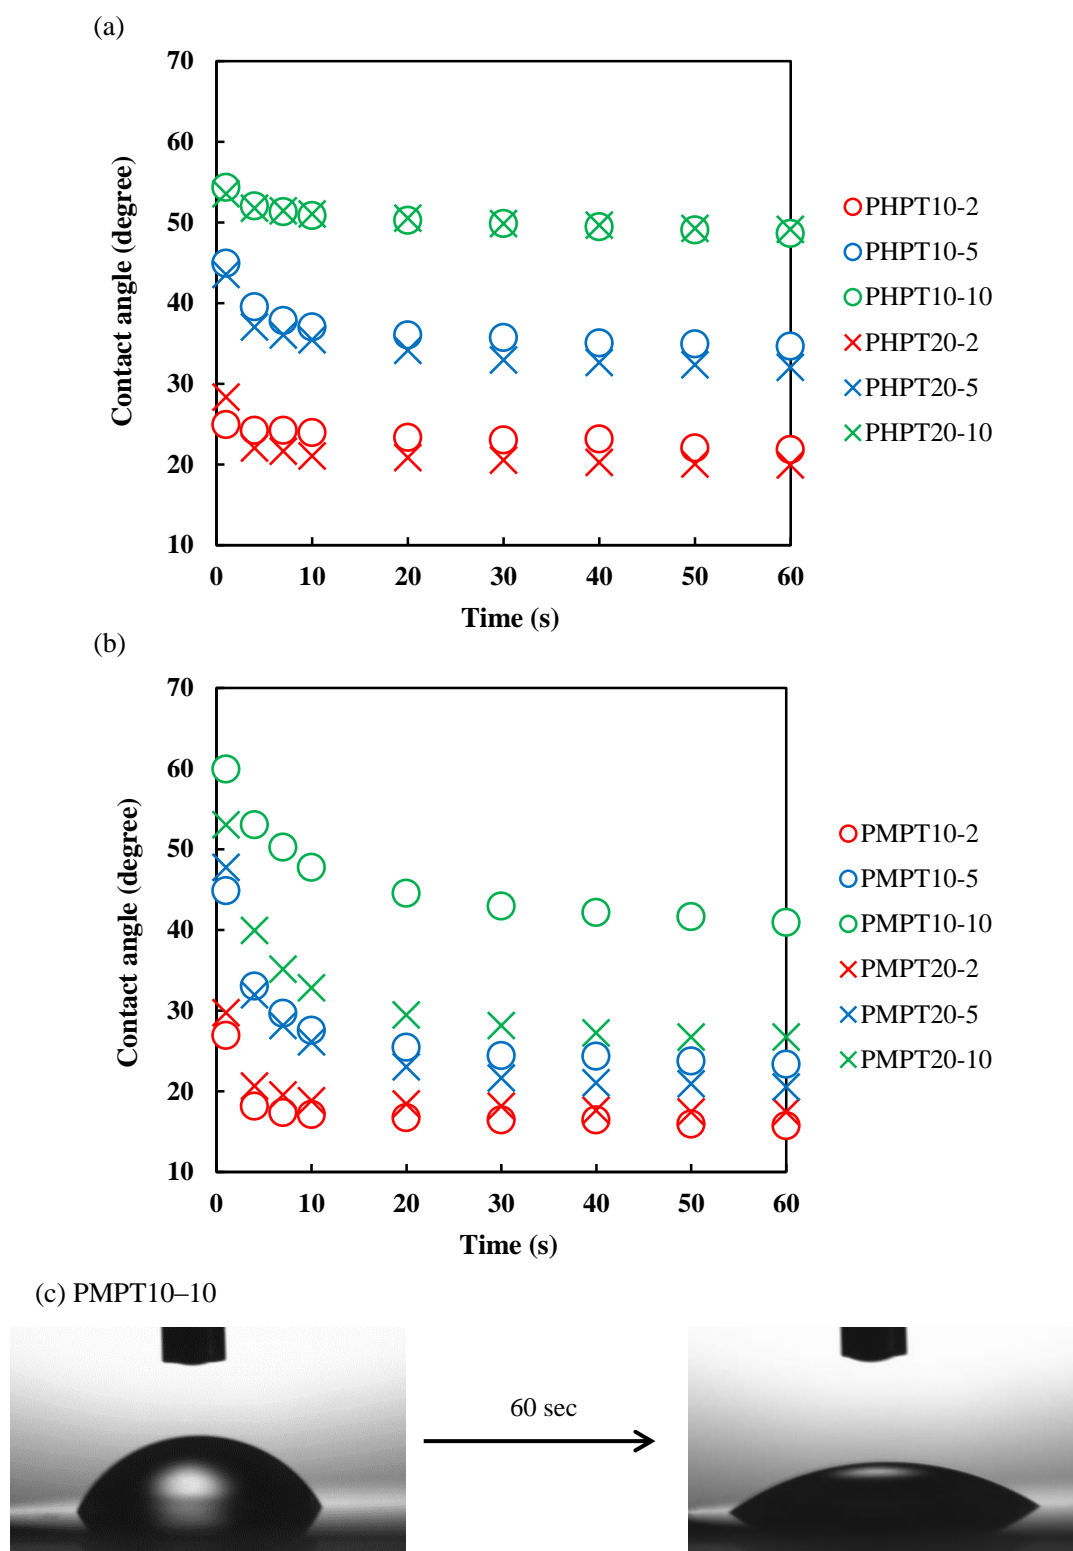 (a)
70
60
50
40
30
20
10
0 10 20 30 40 50 60
Contact angle (degree)
Time (s)
PHPT10-2
PHPT10-5
PHPT10-10
PHPT20-2
PHPT20-5
PHPT20-10
(b)
70
60
50
40
30
20
10
0 10 20 30 40 50 60
Contact angle (degree)
Time (s)
PMPT10-2
PMPT10-5
PMPT10-10
PMPT20-2
PMPT20-5
PMPT20-10
(c) PMPT10–10
60 sec